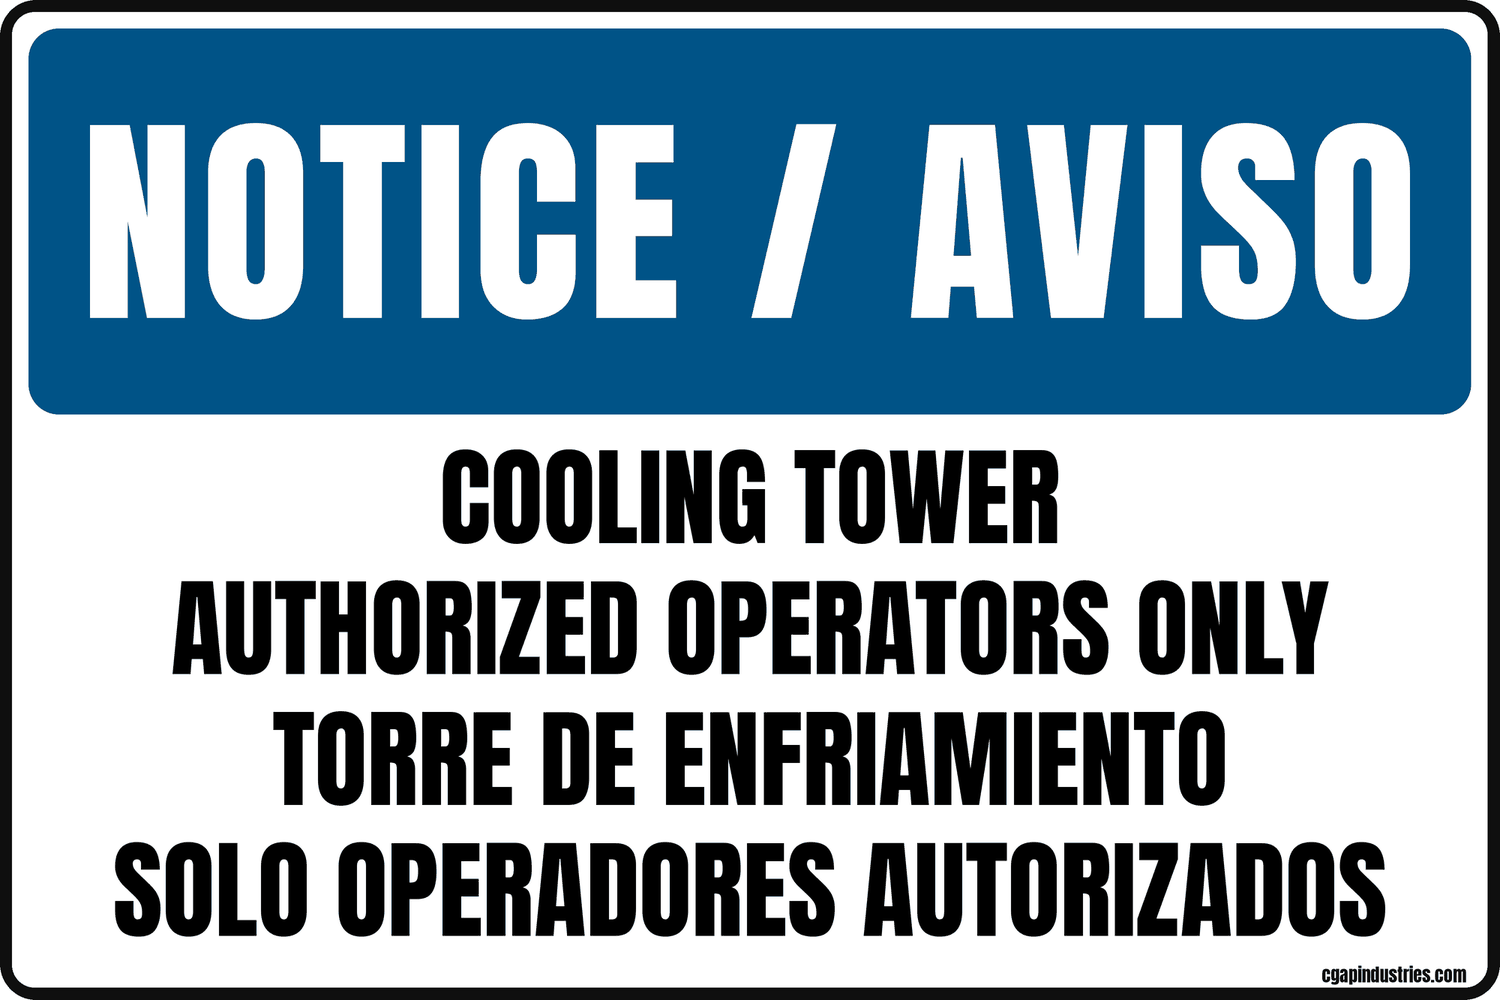 NOTICE / AVISO
COOLING TOWER
AUTHORIZED OPERATORS ONLY
TORRE DE ENFRIAMIENTO
SOLO OPERADORES AUTORIZADOS
cgapindustries.com